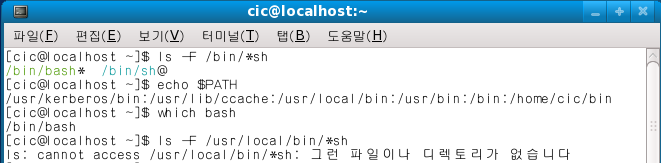 cic@localhost:~
파일(F) 편집(E) 보기(V) 터미널(T) 탭(B) 도움말(H)
[cic@localhost ~]$ ls -F /bin/*sh
/bin/bash* /bin/sh@
[cic@localhost ~]$ echo $PATH
/usr/kerberos/bin:/usr/lib/ccache:/usr/local/bin:/usr/bin:/bin:/home/cic/bin
[cic@localhost ~]$ which bash
/bin/bash
[cic@localhost ~]$ ls -F /usr/local/bin/*sh
ls: cannot access /usr/local/bin/*sh: 그런 파일이나 디렉토리가 없습니다